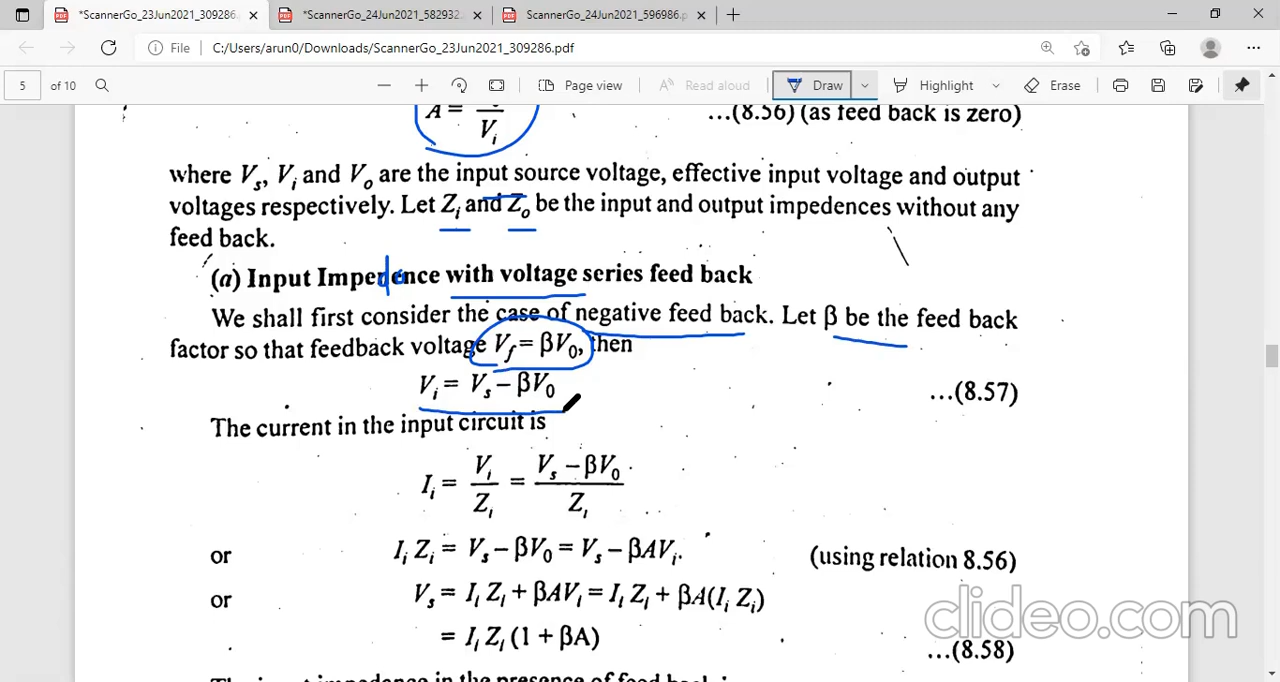 *ScannerGo_23Jun2021_309286.p
*ScannerGo_24Jun2021_582932.
ScannerGo_24Jun2021_596986.p
File C:/Users/arun0/Downloads/ScannerGo_23Jun2021_309286.pdf
5 of 10 Page view Read aloud Draw Highlight Erase
A = V_i ...(8.56) (as feed back is zero)
where V_s, V_i and V_o are the input source voltage, effective input voltage and output
voltages respectively. Let Z_i and Z_o be the input and output impedences without any
feed back.
(a) Input Impedence with voltage series feed back
We shall first consider the case of negative feed back. Let β be the feed back
factor so that feedback voltage V_f = βV_0, then
V_i = V_s − βV_0 ...(8.57)
The current in the input circuit is
I_i = V_i / Z_i = (V_s − βV_0) / Z_i
or I_i Z_i = V_s − βV_0 = V_s − βAV_i. (using relation 8.56)
or V_s = I_i Z_i + βAV_i = I_i Z_i + βA(I_i Z_i)
= I_i Z_i (1 + βA) ...(8.58)
clideo.com